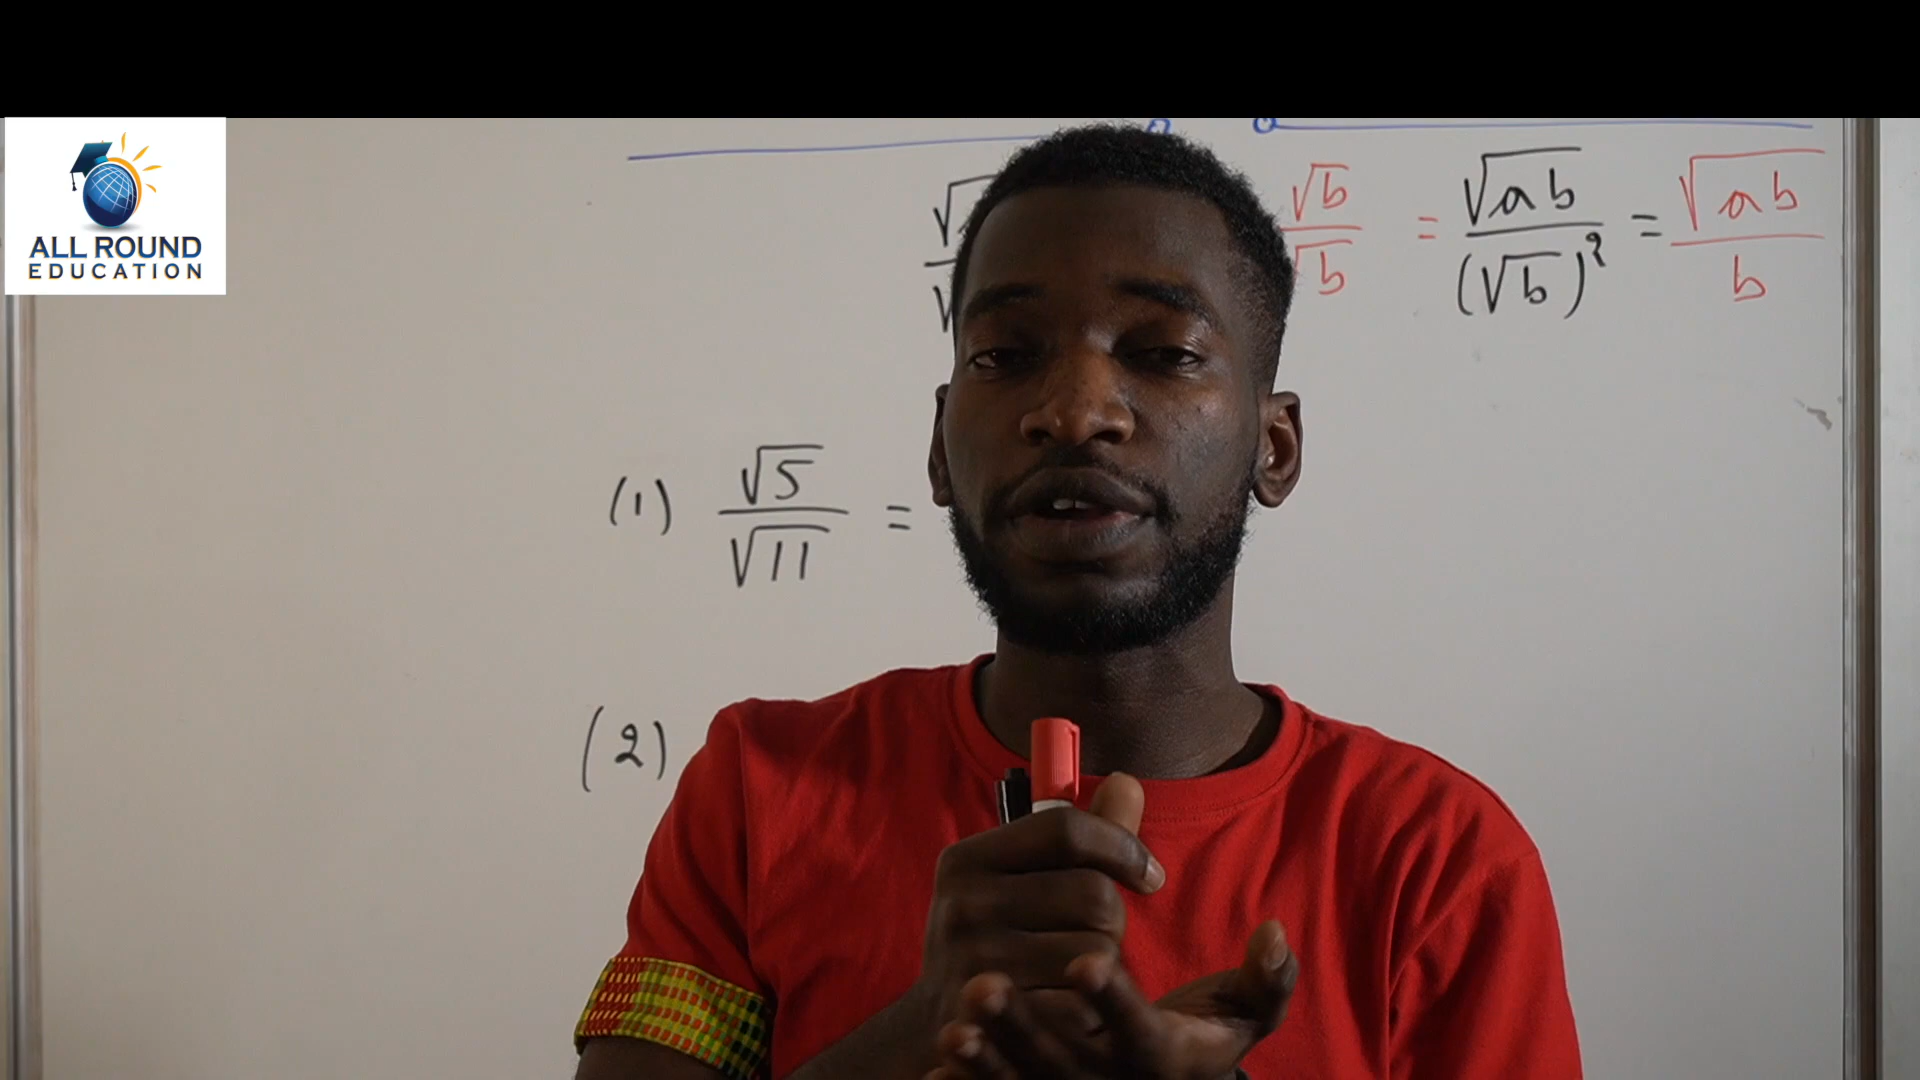 ALL ROUND
EDUCATION
√b/√b = √ab/(√b)² = √ab/b
(1) √5/√11 =
(2)